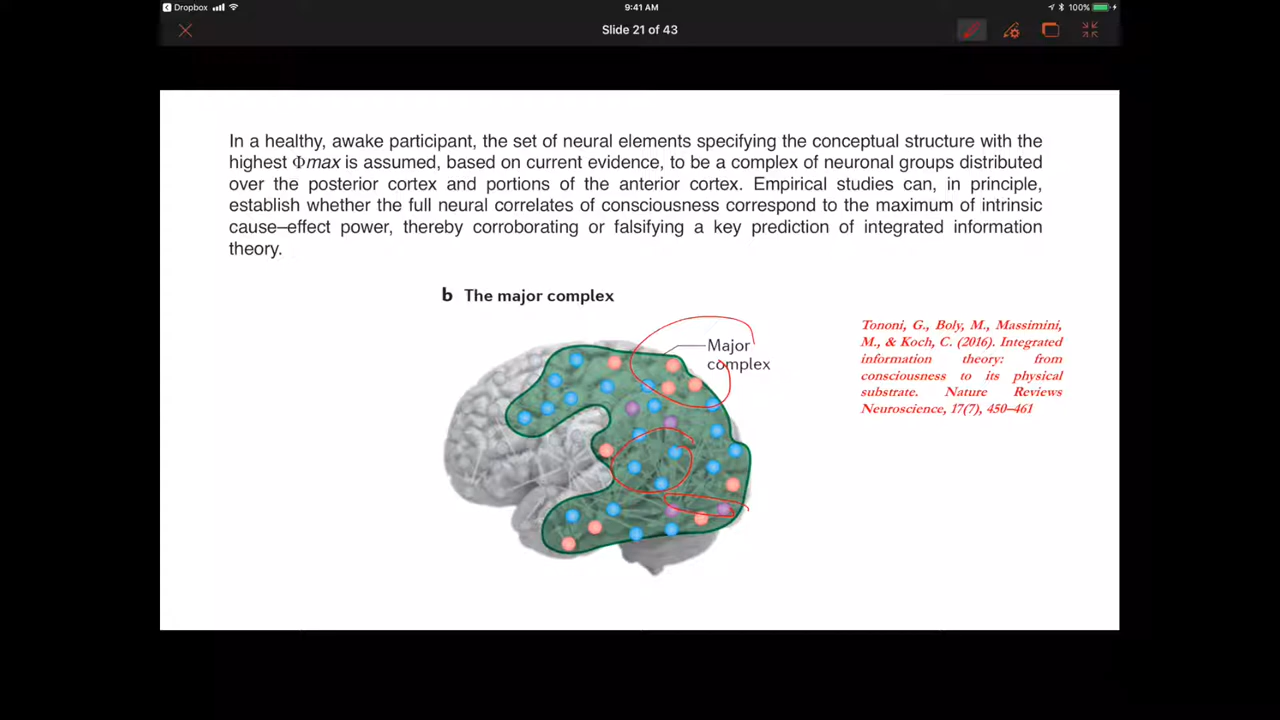 Dropbox
9:41 AM
100%
Slide 21 of 43
In a healthy, awake participant, the set of neural elements specifying the conceptual structure with the
highest Φmax is assumed, based on current evidence, to be a complex of neuronal groups distributed
over the posterior cortex and portions of the anterior cortex. Empirical studies can, in principle,
establish whether the full neural correlates of consciousness correspond to the maximum of intrinsic
cause–effect power, thereby corroborating or falsifying a key prediction of integrated information
theory.
b The major complex
Major
complex
Tononi, G., Boly, M., Massimini,
M., & Koch, C. (2016). Integrated
information theory: from
consciousness to its physical
substrate. Nature Reviews
Neuroscience, 17(7), 450–461